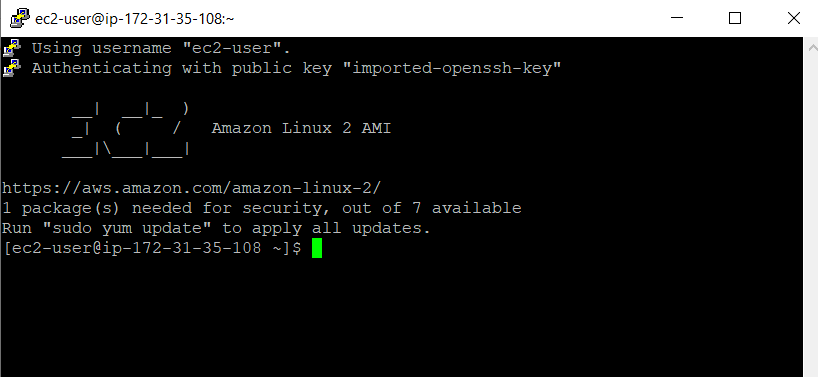 ec2-user@ip-172-31-35-108:~
Using username "ec2-user".
Authenticating with public key "imported-openssh-key"
__|  __|_  )
_|  (     /   Amazon Linux 2 AMI
___|\___|___|
https://aws.amazon.com/amazon-linux-2/
1 package(s) needed for security, out of 7 available
Run "sudo yum update" to apply all updates.
[ec2-user@ip-172-31-35-108 ~]$